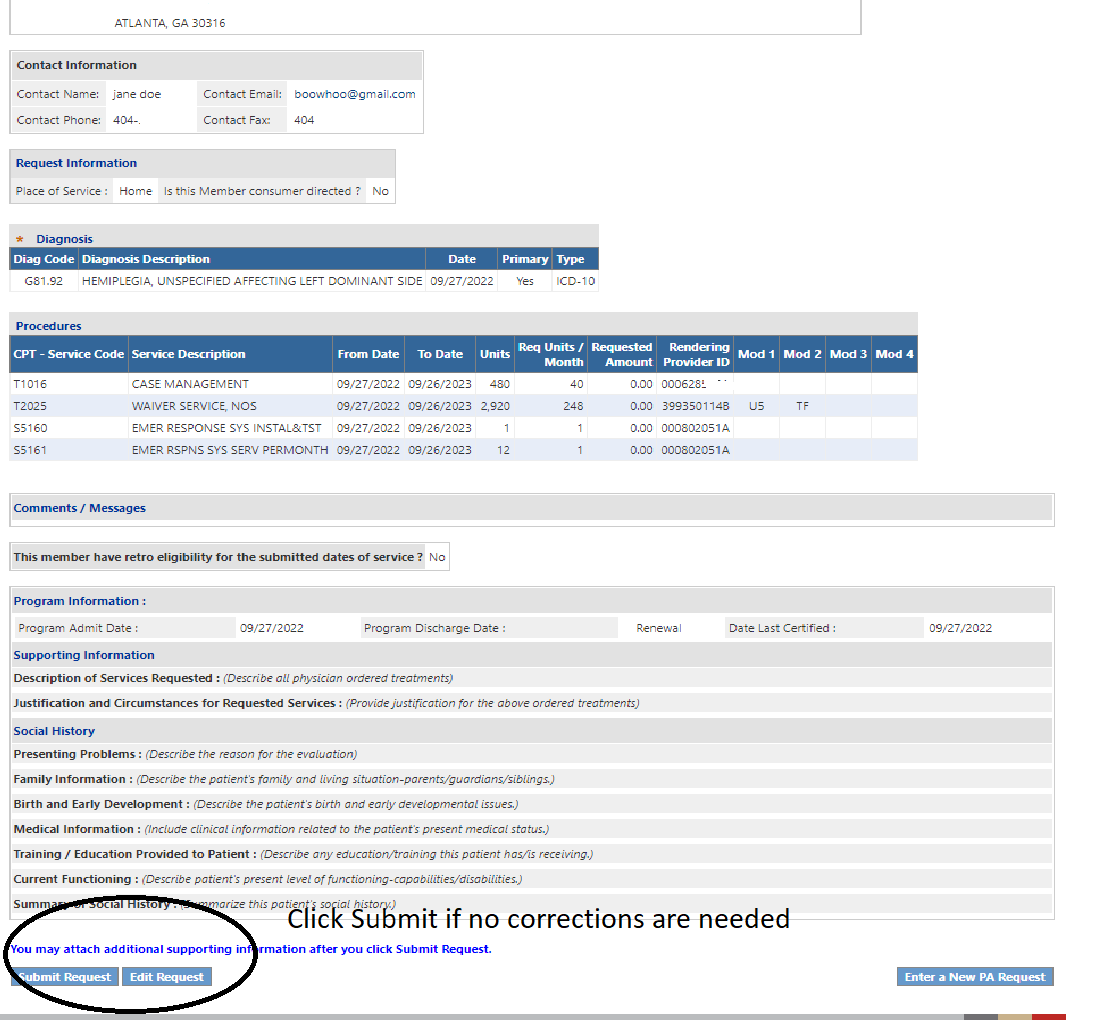 ATLANTA, GA 30316
Contact Information
Contact Name: jane doe Contact Email: boowhoo@gmail.com
Contact Phone: 404-. Contact Fax: 404
Request Information
Place of Service : Home Is this Member consumer directed ? No
* Diagnosis
Diag Code Diagnosis Description Date Primary Type
G81.92 HEMIPLEGIA, UNSPECIFIED AFFECTING LEFT DOMINANT SIDE 09/27/2022 Yes ICD-10
Procedures
CPT - Service Code Service Description From Date To Date Units Req Units / Month Requested Amount Rendering Provider ID Mod 1 Mod 2 Mod 3 Mod 4
T1016 CASE MANAGEMENT 09/27/2022 09/26/2023 480 40 0.00
T2025 WAIVER SERVICE, NOS 09/27/2022 09/26/2023 2,920 248 0.00 399350114B U5 TF
S5160 EMER RESPONSE SYS INSTAL&TST 09/27/2022 09/26/2023 1 1 0.00 000802051A
S5161 EMER RSPNS SYS SERV PERMONTH 09/27/2022 09/26/2023 12 1 0.00 000802051A
Comments / Messages
This member have retro eligibility for the submitted dates of service ? No
Program Information :
Program Admit Date : 09/27/2022 Program Discharge Date : Renewal Date Last Certified : 09/27/2022
Supporting Information
Description of Services Requested : (Describe all physician ordered treatments)
Justification and Circumstances for Requested Services : (Provide justification for the above ordered treatments)
Social History
Presenting Problems : (Describe the reason for the evaluation)
Family Information : (Describe the patient's family and living situation-parents/guardians/siblings.)
Birth and Early Development : (Describe the patient's birth and early developmental issues.)
Medical Information : (Include clinical information related to the patient's present medical status.)
Training / Education Provided to Patient : (Describe any education/training this patient has/is receiving.)
Current Functioning : (Describe patient's present level of functioning-capabilities/disabilities.)
Summary of Social History : (Summarize this patient's social history.)
Click Submit if no corrections are needed
You may attach additional supporting information after you click Submit Request.
Submit Request Edit Request Enter a New PA Request